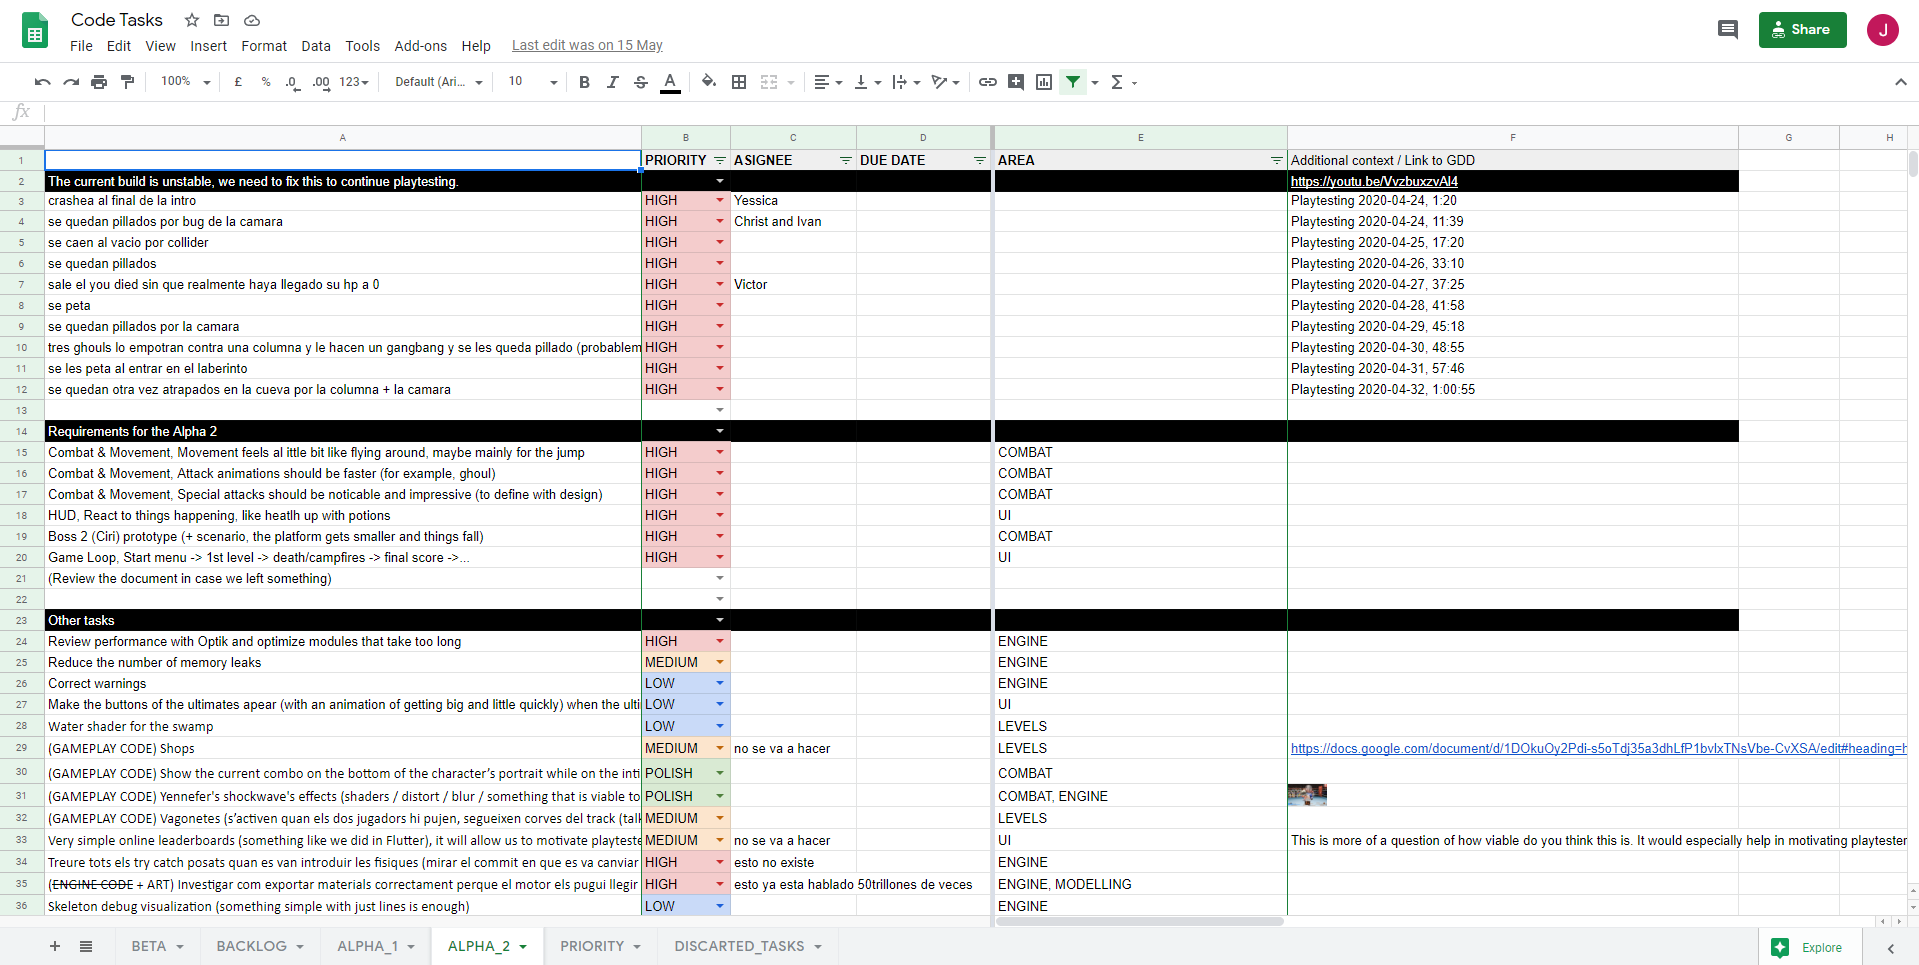 Code Tasks
File Edit View Insert Format Data Tools Add-ons Help Last edit was on 15 May
Share
J
100% £ % .0 .00 123 Default (Ari... 10 B I S A Σ
fx
A B C D E F G H
1 PRIORITY ASIGNEE DUE DATE AREA Additional context / Link to GDD
2 The current build is unstable, we need to fix this to continue playtesting. https://youtu.be/VvzbuxzvAl4
3 crashea al final de la intro HIGH Yessica Playtesting 2020-04-24, 1:20
4 se quedan pillados por bug de la camara HIGH Christ and Ivan Playtesting 2020-04-24, 11:39
5 se caen al vacio por collider HIGH Playtesting 2020-04-25, 17:20
6 se quedan pillados HIGH Playtesting 2020-04-26, 33:10
7 sale el you died sin que realmente haya llegado su hp a 0 HIGH Victor Playtesting 2020-04-27, 37:25
8 se peta HIGH Playtesting 2020-04-28, 41:58
9 se quedan pillados por la camara HIGH Playtesting 2020-04-29, 45:18
10 tres ghouls lo empotran contra una columna y le hacen un gangbang y se les queda pillado (probablem HIGH Playtesting 2020-04-30, 48:55
11 se les peta al entrar en el laberinto HIGH Playtesting 2020-04-31, 57:46
12 se quedan otra vez atrapados en la cueva por la columna + la camara HIGH Playtesting 2020-04-32, 1:00:55
13
14 Requirements for the Alpha 2
15 Combat & Movement, Movement feels al ittle bit like flying around, maybe mainly for the jump HIGH COMBAT
16 Combat & Movement, Attack animations should be faster (for example, ghoul) HIGH COMBAT
17 Combat & Movement, Special attacks should be noticable and impressive (to define with design) HIGH COMBAT
18 HUD, React to things happening, like heatlh up with potions HIGH UI
19 Boss 2 (Ciri) prototype (+ scenario, the platform gets smaller and things fall) HIGH COMBAT
20 Game Loop, Start menu -> 1st level -> death/campfires -> final score ->... HIGH UI
21 (Review the document in case we left something)
22
23 Other tasks
24 Review performance with Optik and optimize modules that take too long HIGH ENGINE
25 Reduce the number of memory leaks MEDIUM ENGINE
26 Correct warnings LOW ENGINE
27 Make the buttons of the ultimates apear (with an animation of getting big and little quickly) when the ulti LOW UI
28 Water shader for the swamp LOW LEVELS
29 (GAMEPLAY CODE) Shops MEDIUM no se va a hacer LEVELS https://docs.google.com/document/d/1DOkuOy2Pdi-s5oTdj35a3dhLfP1bvIxTNsVbe-CvXSA/edit#heading=h
30 (GAMEPLAY CODE) Show the current combo on the bottom of the character's portrait while on the inti POLISH COMBAT
31 (GAMEPLAY CODE) Yennefer's shockwave's effects (shaders / distort / blur / something that is viable to POLISH COMBAT, ENGINE
32 (GAMEPLAY CODE) Vagonetes (s'activen quan els dos jugadors hi pujen, segueixen corves del track (talk MEDIUM LEVELS
33 Very simple online leaderboards (something like we did in Flutter), it will allow us to motivate playteste MEDIUM no se va a hacer UI This is more of a question of how viable do you think this is. It would especially help in motivating playtester
34 Treure tots els try catch posats quan es van introduir les fisiques (mirar el commit en que es va canviar HIGH esto no existe ENGINE
35 (ENGINE CODE + ART) Investigar com exportar materials correctament perque el motor els pugui llegir HIGH esto ya esta hablado 50trillones de veces ENGINE, MODELLING
36 Skeleton debug visualization (something simple with just lines is enough) LOW ENGINE
BETA BACKLOG ALPHA_1 ALPHA_2 PRIORITY DISCARTED_TASKS Explore